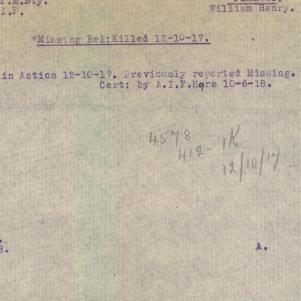 T.M.Bty.
A.I.F.
William Henry.
"Missing Bel:Killed 12-10-17.
in Action 12-10-17. Previously reported Missing.
Cert: by A.I.F.Hqrs 10-6-18.
4578
412 1K
12/10/17
A.